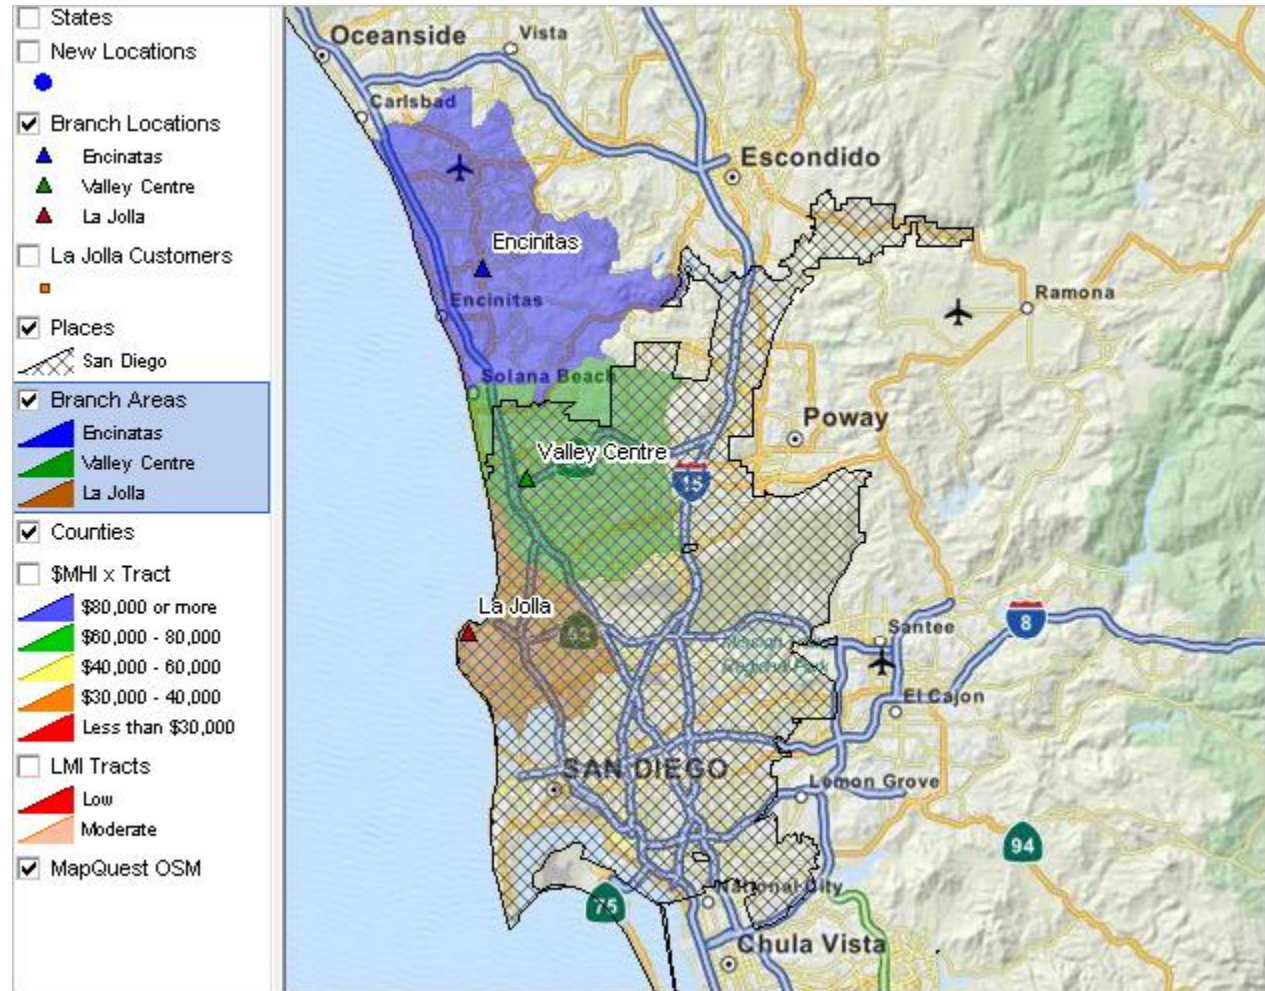 States
New Locations
Branch Locations
Encinatas
Valley Centre
La Jolla
La Jolla Customers
Places
San Diego
Branch Areas
Encinatas
Valley Centre
La Jolla
Counties
$MHI x Tract
$80,000 or more
$60,000 - 80,000
$40,000 - 60,000
$30,000 - 40,000
Less than $30,000
LMI Tracts
Low
Moderate
MapQuest OSM
Oceanside
Vista
Carlsbad
Escondido
Encinitas
Encinitas
Ramona
Solana Beach
Poway
Valley Centre
15
La Jolla
52
8
Santee
Mission
Regional Park
El Cajon
SAN DIEGO
Lemon Grove
94
National City
75
Chula Vista